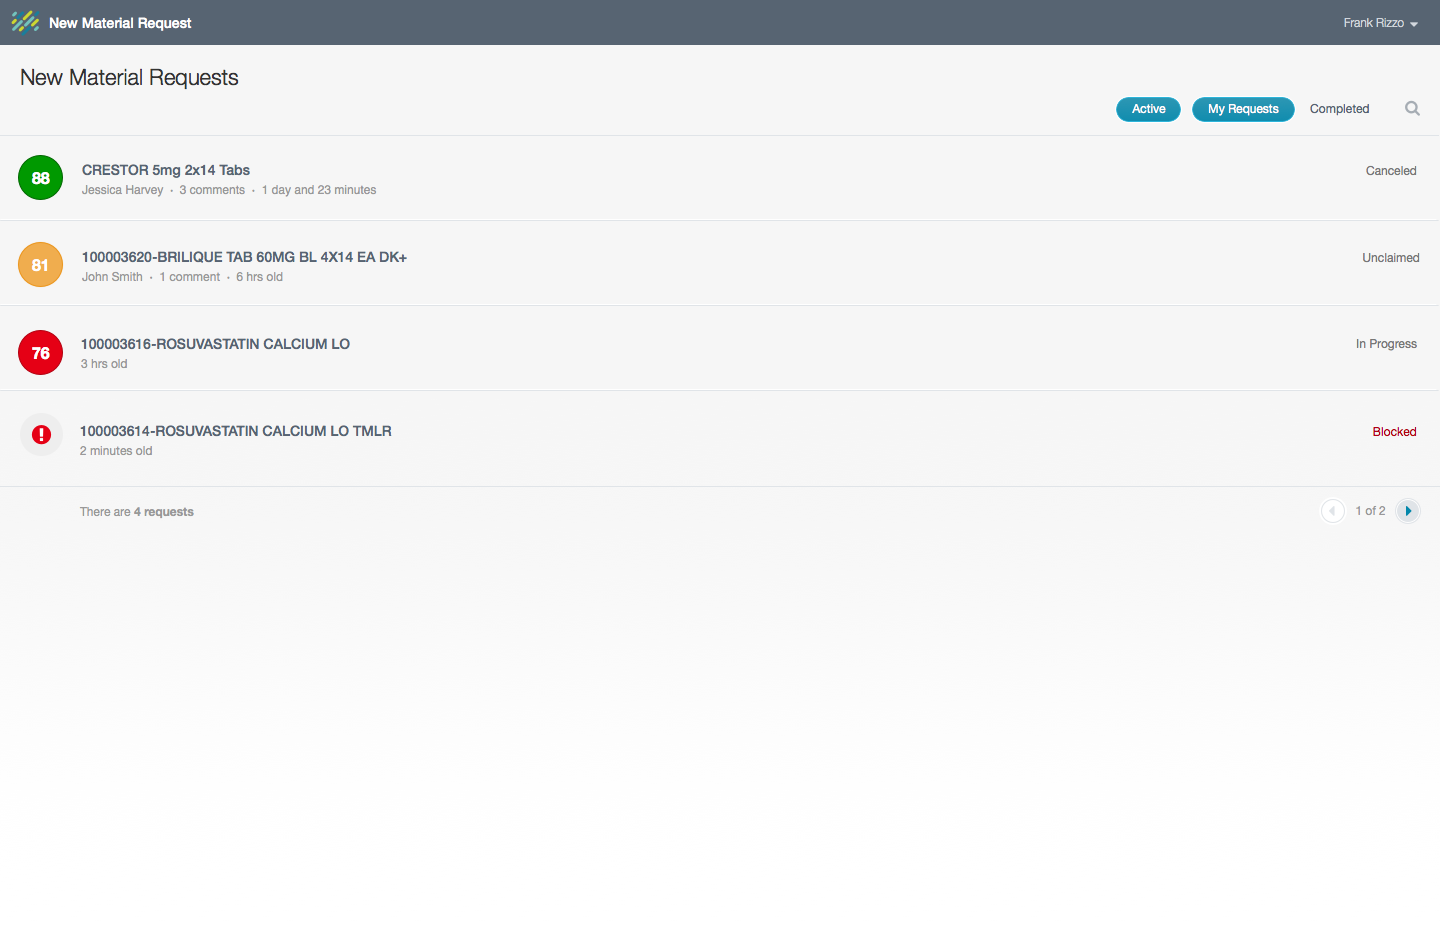 New Material Request
Frank Rizzo
New Material Requests
Active
My Requests
Completed
88
CRESTOR 5mg 2x14 Tabs
Canceled
Jessica Harvey · 3 comments · 1 day and 23 minutes
81
100003620-BRILIQUE TAB 60MG BL 4X14 EA DK+
Unclaimed
John Smith · 1 comment · 6 hrs old
76
100003616-ROSUVASTATIN CALCIUM LO
In Progress
3 hrs old
!
100003614-ROSUVASTATIN CALCIUM LO TMLR
Blocked
2 minutes old
There are 4 requests
1 of 2